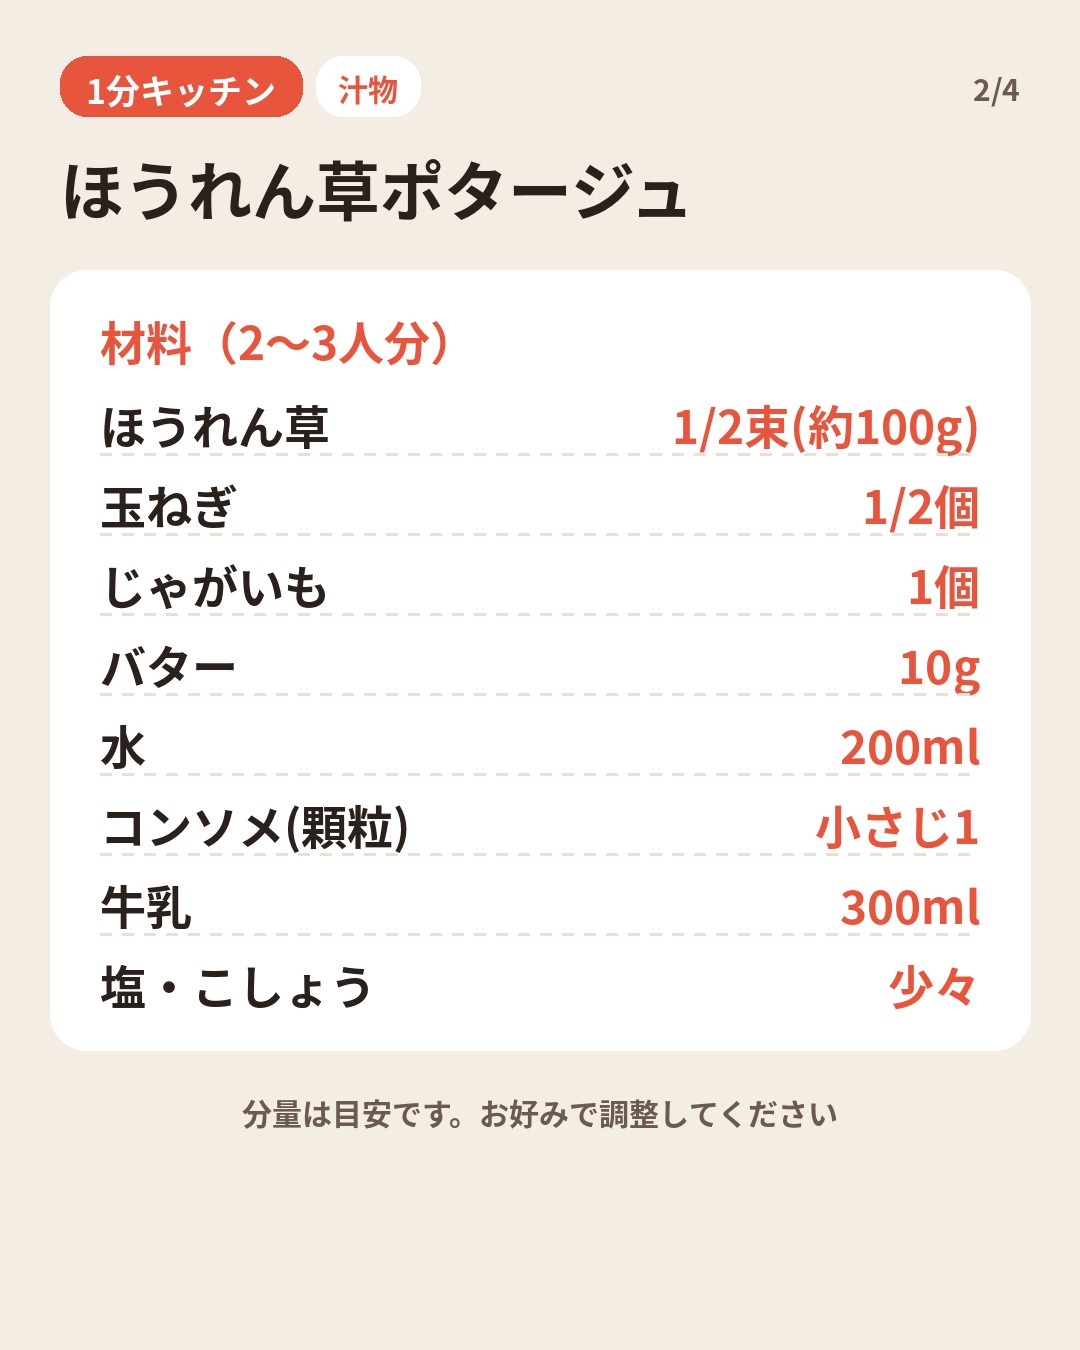 1分キッチン 汁物 2/4
ほうれん草ポタージュ
材料（2〜3人分）
ほうれん草 1/2束(約100g)
玉ねぎ 1/2個
じゃがいも 1個
バター 10g
水 200ml
コンソメ(顆粒) 小さじ1
牛乳 300ml
塩・こしょう 少々
分量は目安です。お好みで調整してください